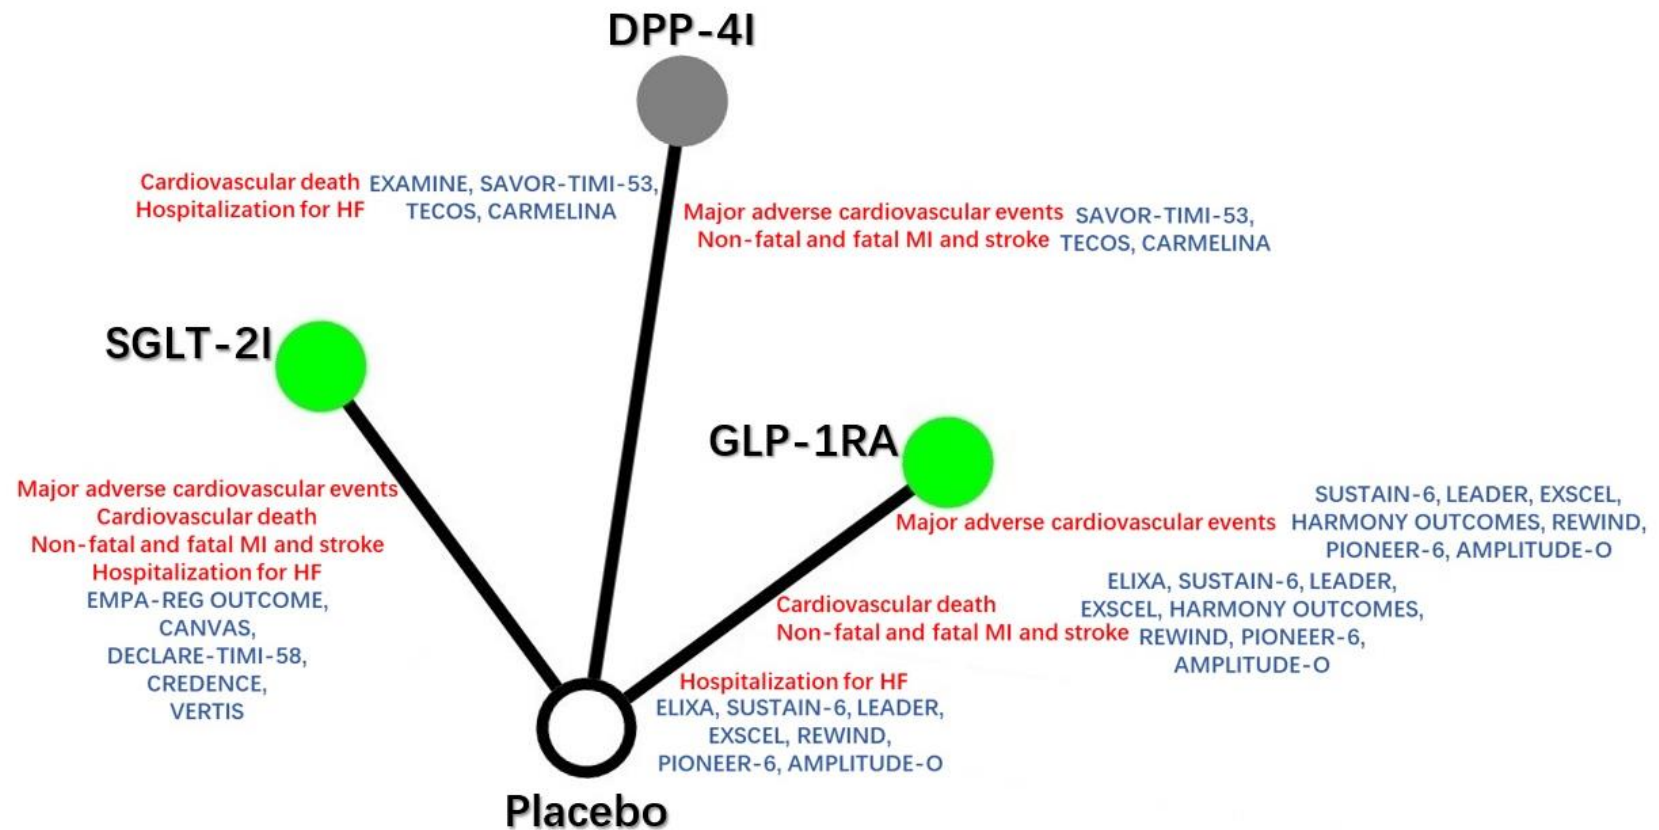 DPP-4I
Cardiovascular death EXAMINE, SAVOR-TIMI-53,
Hospitalization for HF TECOS, CARMELINA
Major adverse cardiovascular events SAVOR-TIMI-53,
Non-fatal and fatal MI and stroke TECOS, CARMELINA
SGLT-2I
GLP-1RA
Major adverse cardiovascular events
Cardiovascular death
Non-fatal and fatal MI and stroke
Hospitalization for HF
EMPA-REG OUTCOME,
CANVAS,
DECLARE-TIMI-58,
CREDENCE,
VERTIS
Major adverse cardiovascular events
SUSTAIN-6, LEADER, EXSCEL,
HARMONY OUTCOMES, REWIND,
PIONEER-6, AMPLITUDE-O
Cardiovascular death
Non-fatal and fatal MI and stroke
ELIXA, SUSTAIN-6, LEADER,
EXSCEL, HARMONY OUTCOMES,
REWIND, PIONEER-6,
AMPLITUDE-O
Hospitalization for HF
ELIXA, SUSTAIN-6, LEADER,
EXSCEL, REWIND,
PIONEER-6, AMPLITUDE-O
Placebo